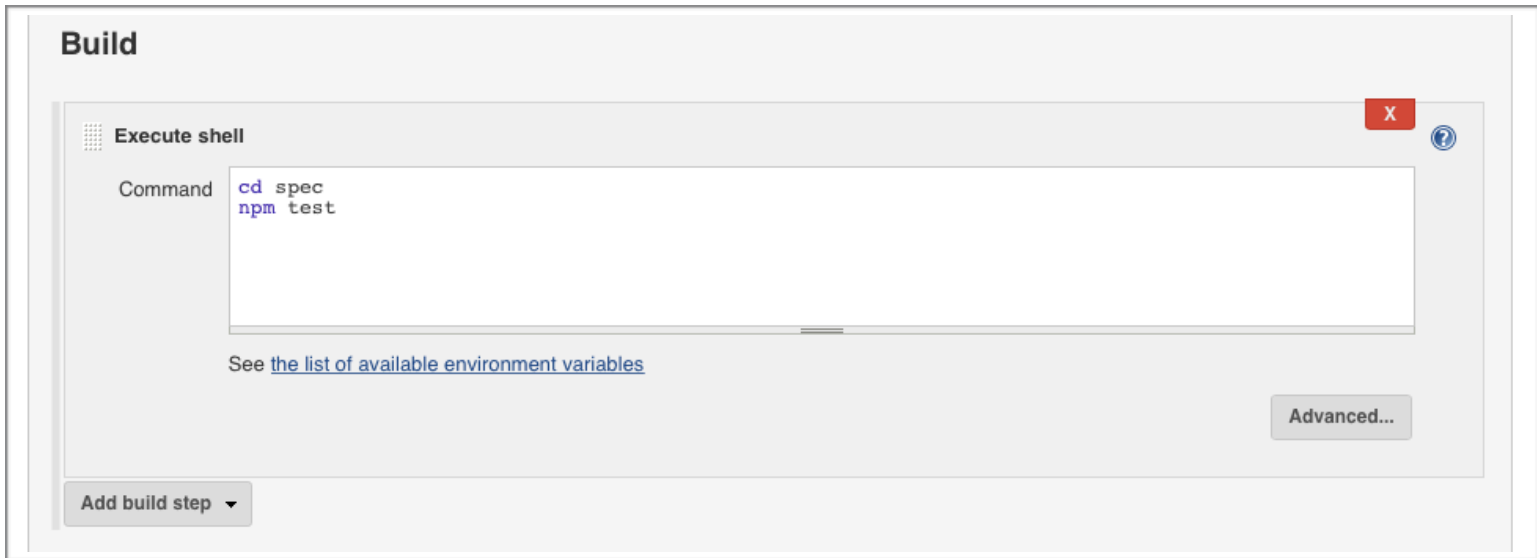 Build
X
Execute shell
?
Command
cd spec
npm test
See the list of available environment variables
Advanced...
Add build step